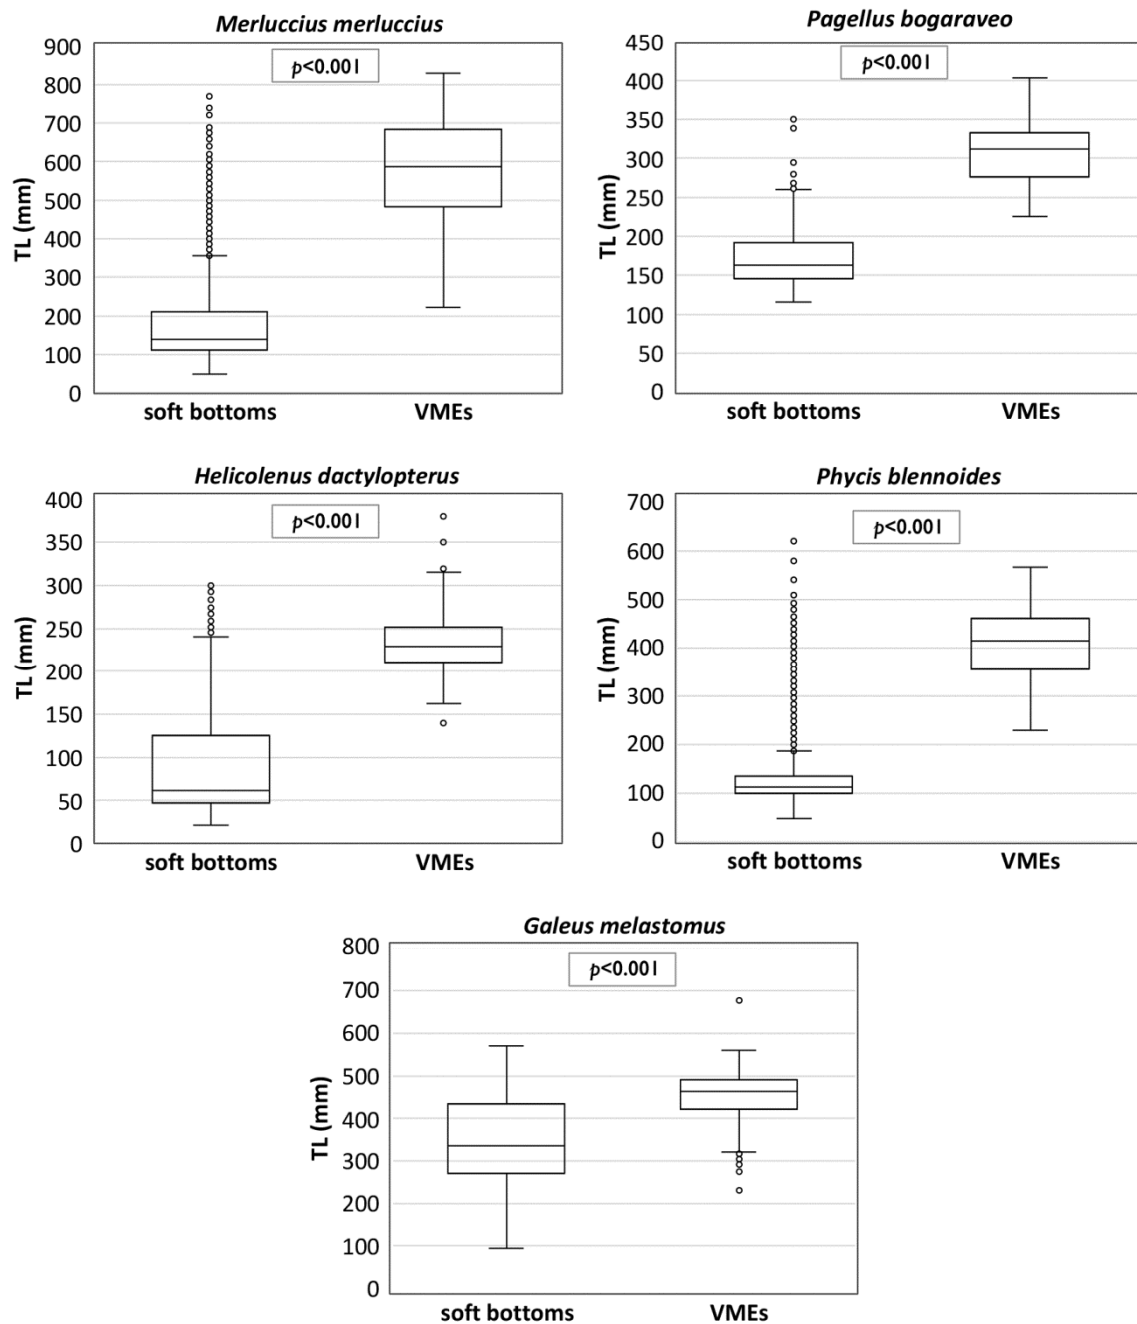 Merluccius merluccius
p<0.001
TL (mm)
900
800
700
600
500
400
300
200
100
0
soft bottoms VMEs
Pagellus bogaraveo
p<0.001
TL (mm)
450
400
350
300
250
200
150
100
50
0
soft bottoms VMEs
Helicolenus dactylopterus
p<0.001
TL (mm)
400
350
300
250
200
150
100
50
0
soft bottoms VMEs
Phycis blennoides
p<0.001
TL (mm)
700
600
500
400
300
200
100
0
soft bottoms VMEs
Galeus melastomus
p<0.001
TL (mm)
800
700
600
500
400
300
200
100
0
soft bottoms VMEs